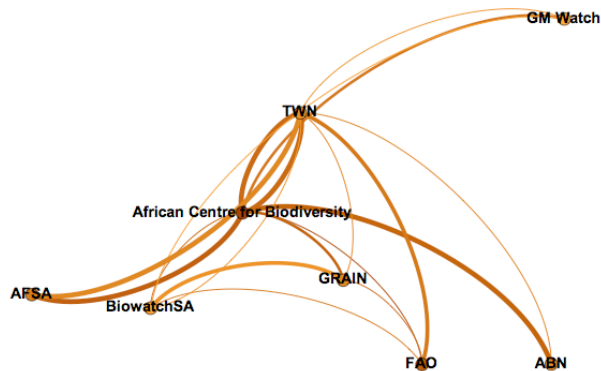 GM Watch
TWN
African Centre for Biodiversity
GRAIN
AFSA
BiowatchSA
FAO
ABN